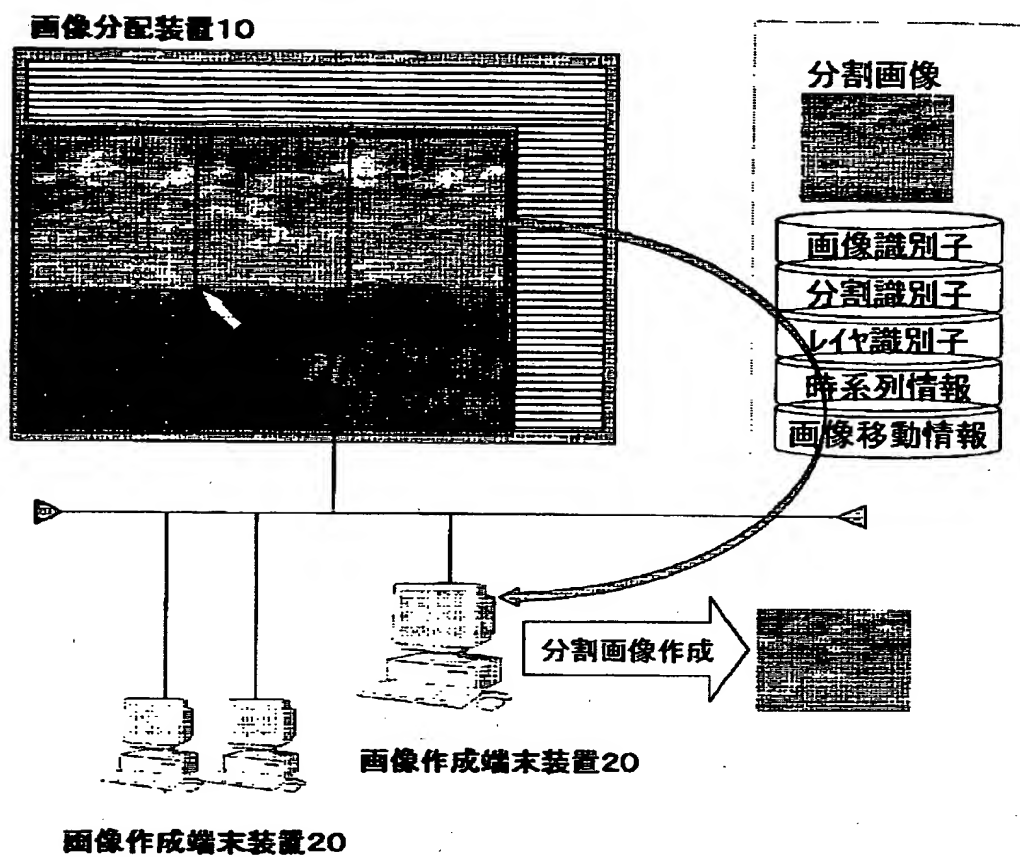 画像分配装置10
分割画像
画像識別子
分割識別子
レイヤ識別子
時系列情報
画像移動情報
分割画像作成
画像作成端末装置20
画像作成端末装置20